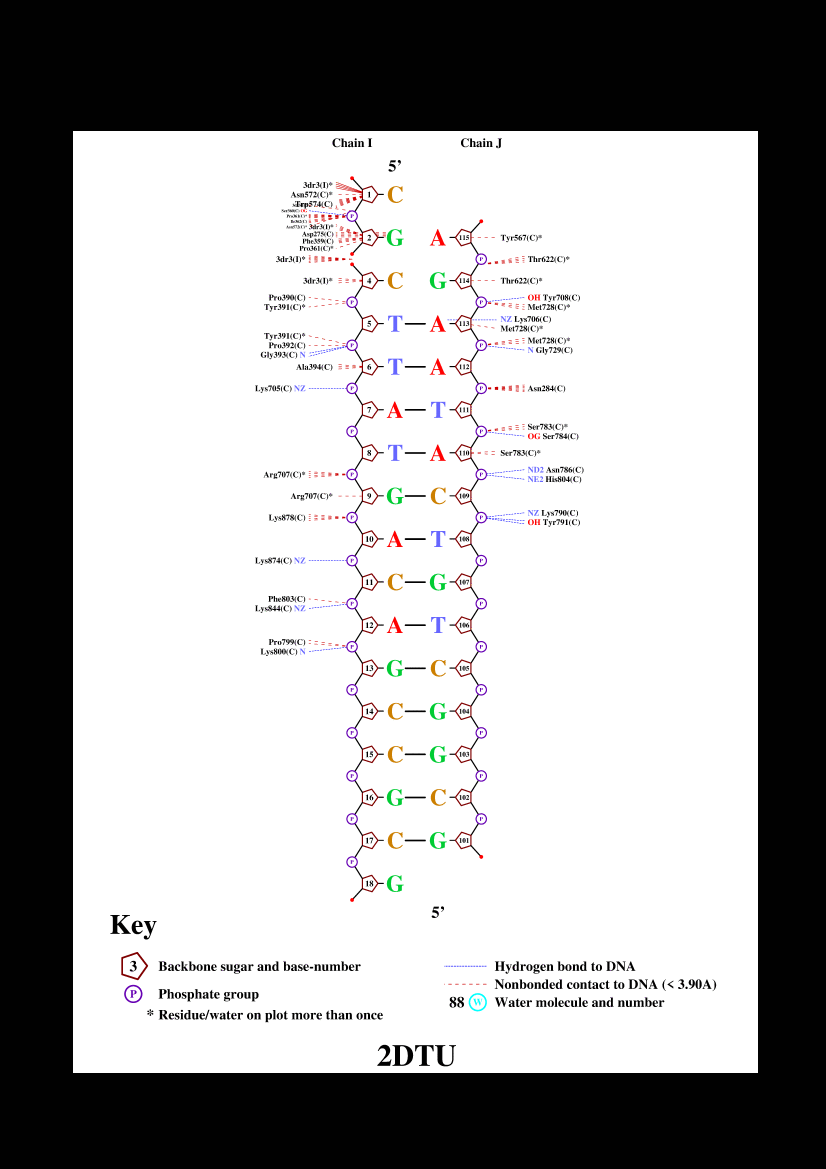 Chain I Chain J
5’
3dr3(I)*
Asn572(C)* 1 C
Trp574(C)
Ser560(C) OG P
Pro361(C)*
3dr3(I)*
Asp275(C) 2 G A 115 Tyr567(C)*
Phe359(C)
Pro361(C)*
3dr3(I)* P Thr622(C)*
3dr3(I)* 4 C G 114 Thr622(C)*
Pro390(C) P P OH Tyr708(C)
Tyr391(C)* Met728(C)*
5 T A 113 NZ Lys706(C)
Met728(C)*
Tyr391(C)* P P Met728(C)*
Pro392(C) N Gly729(C)
Gly393(C) N
Ala394(C) 6 T A 112
Lys705(C) NZ P P Asn284(C)
7 A T 111
P P Ser783(C)*
OG Ser784(C)
8 T A 110 Ser783(C)*
Arg707(C)* P P ND2 Asn786(C)
NE2 His804(C)
Arg707(C)* 9 G C 109
Lys878(C) P P NZ Lys790(C)
OH Tyr791(C)
10 A T 108
Lys874(C) NZ P P
11 C G 107
Phe803(C) P P
Lys844(C) NZ
12 A T 106
Pro799(C) P P
Lys800(C) N
13 G C 105
P P
14 C G 104
P P
15 C G 103
P P
16 G C 102
P P
17 C G 101
P
18 G
5’
Key
3 Backbone sugar and base-number
P Phosphate group
* Residue/water on plot more than once
Hydrogen bond to DNA
Nonbonded contact to DNA (< 3.90A)
88 W Water molecule and number
2DTU